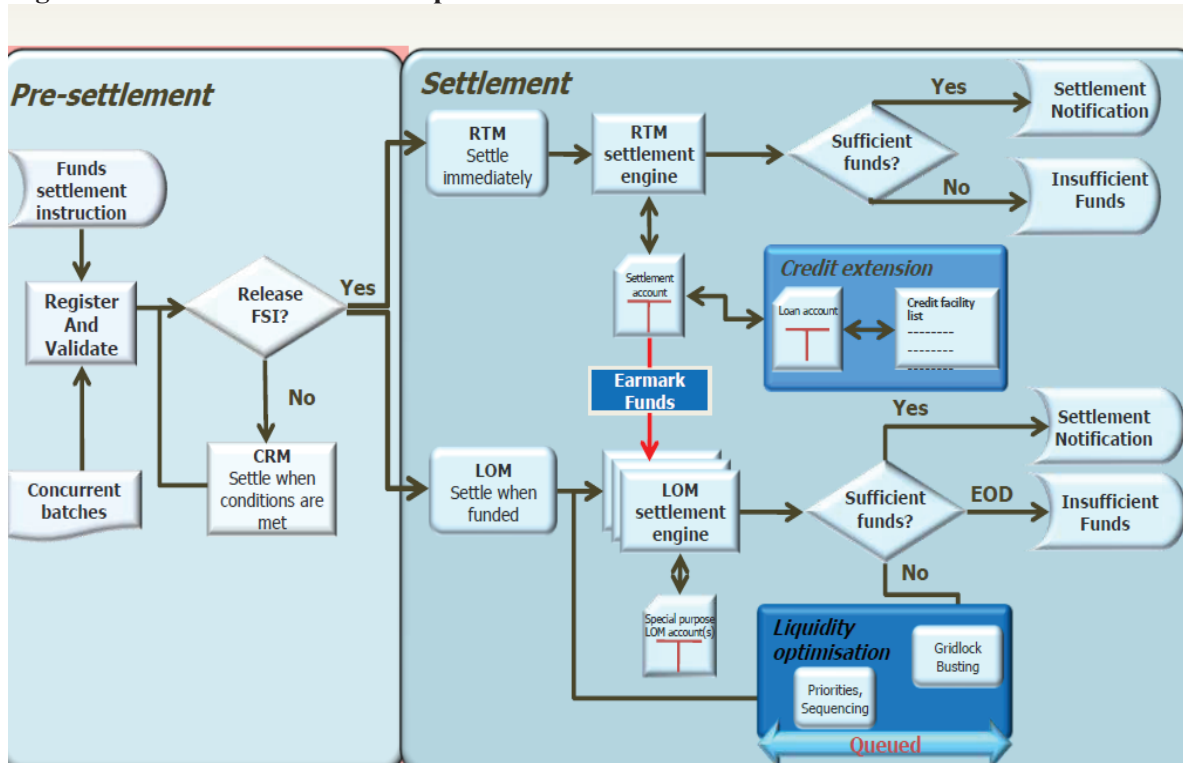 Pre-settlement
Funds
settlement
instruction
Register
And
Validate
Concurrent
batches
Release
FSI?
Yes
No
CRM
Settle when
conditions are
met
Settlement
RTM
Settle
immediately
RTM
settlement
engine
Sufficient
funds?
Yes
Settlement
Notification
No
Insufficient
Funds
Settlement
account
Credit extension
Loan account
Credit facility
list
--------
--------
--------
Earmark
Funds
LOM
Settle when
funded
LOM
settlement
engine
Special purpose
LOM account(s)
Sufficient
funds?
Yes
Settlement
Notification
EOD
Insufficient
Funds
No
Liquidity
optimisation
Gridlock
Busting
Priorities,
Sequencing
Queued